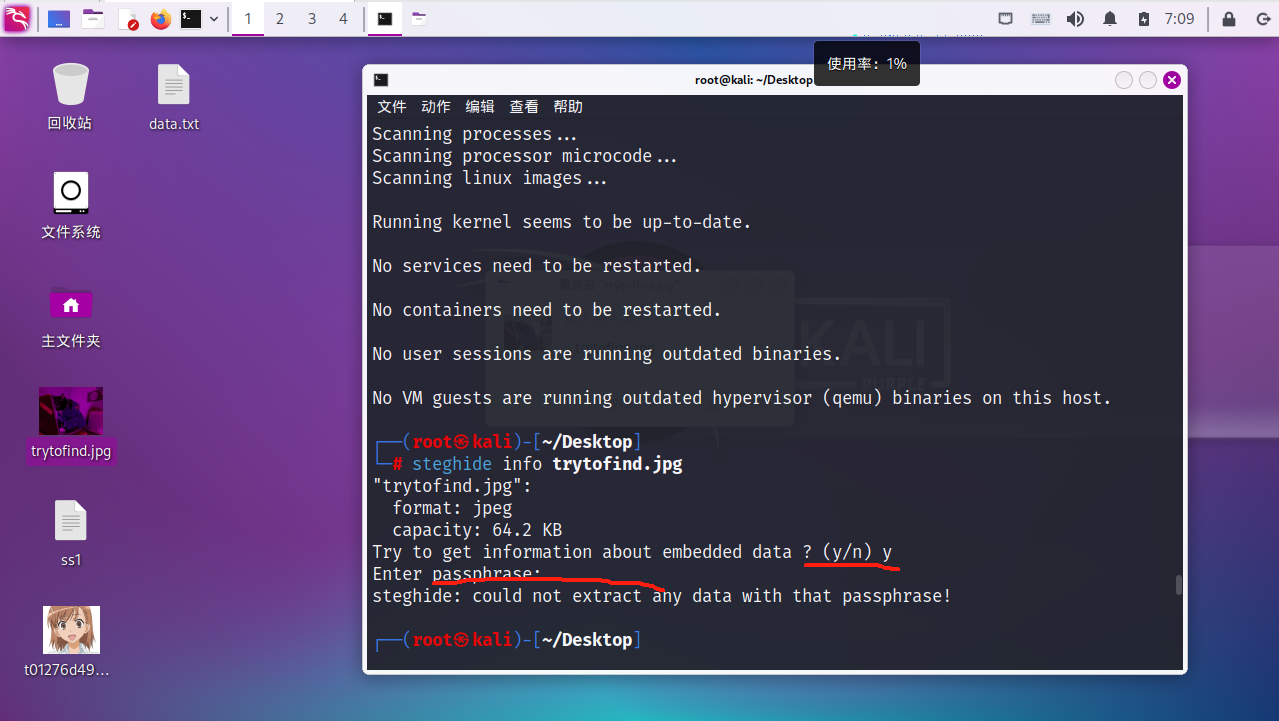 1 2 3 4
7:09
使用率：1%
root@kali: ~/Desktop
文件 动作 编辑 查看 帮助
回收站
data.txt
文件系统
主文件夹
trytofind.jpg
ss1
t01276d49...
Scanning processes...
Scanning processor microcode...
Scanning linux images...
Running kernel seems to be up-to-date.
No services need to be restarted.
No containers need to be restarted.
No user sessions are running outdated binaries.
No VM guests are running outdated hypervisor (qemu) binaries on this host.
┌──(root㉿kali)-[~/Desktop]
└─# steghide info trytofind.jpg
"trytofind.jpg":
format: jpeg
capacity: 64.2 KB
Try to get information about embedded data ? (y/n) y
Enter passphrase:
steghide: could not extract any data with that passphrase!
┌──(root㉿kali)-[~/Desktop]
KALI
PURPLE